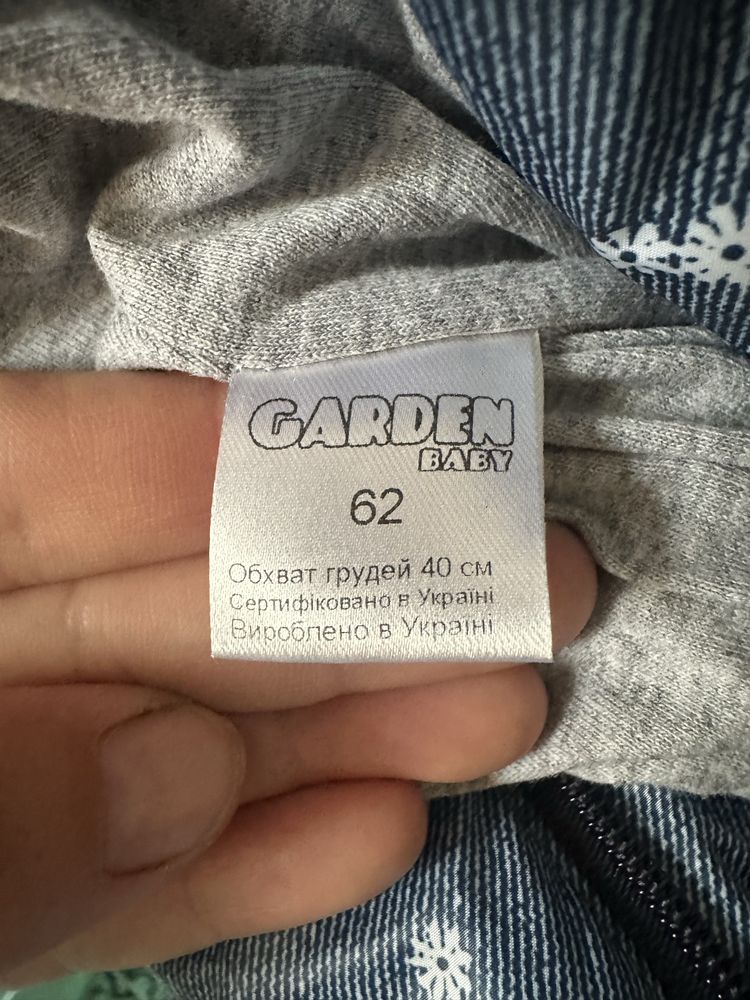 GARDEN
BABY
62
Обхват грудей 40 см
Сертифіковано в Україні
Вироблено в Україні